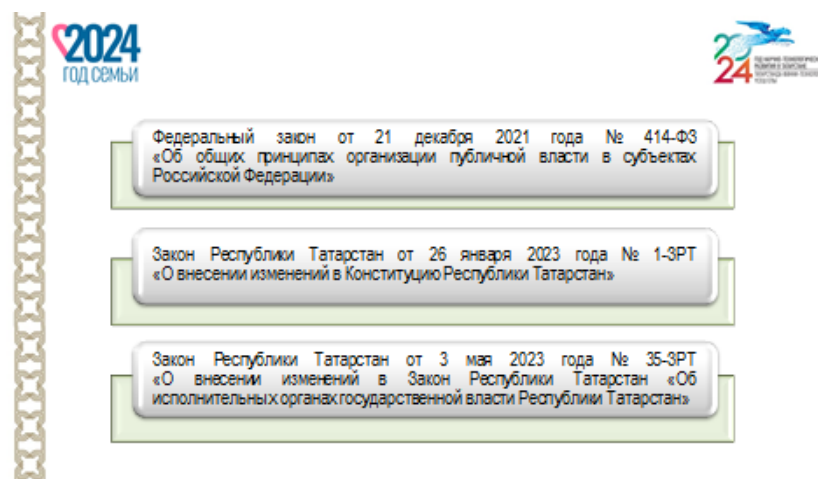 2024
ГОД СЕМЬИ
20
24
Федеральный закон от 21 декабря 2021 года № 414-ФЗ
«Об общих принципах организации публичной власти в субъектах
Российской Федерации»
Закон Республики Татарстан от 26 января 2023 года № 1-ЗРТ
«О внесении изменений в Конституцию Республики Татарстан»
Закон Республики Татарстан от 3 мая 2023 года № 35-ЗРТ
«О внесении изменений в Закон Республики Татарстан «Об
исполнительных органах государственной власти Республики Татарстан»